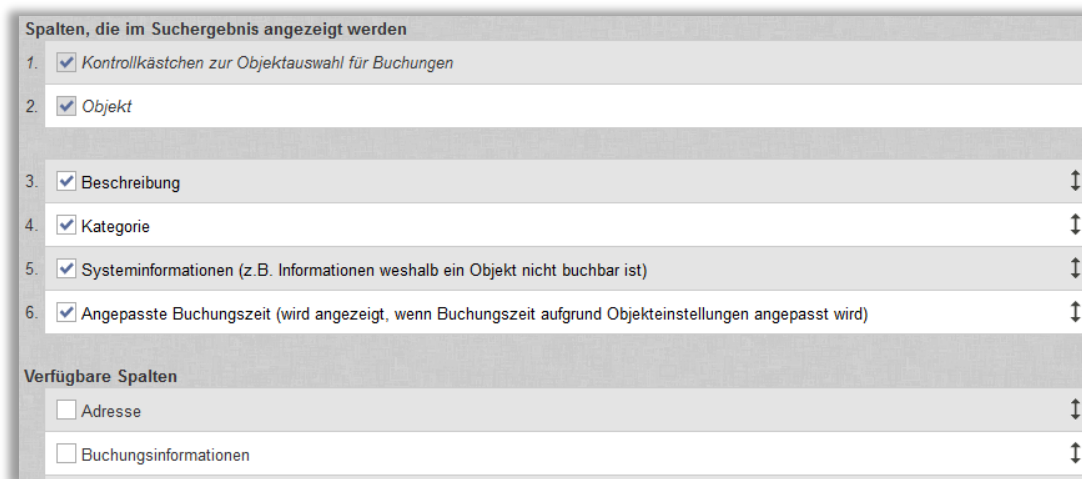 Spalten, die im Suchergebnis angezeigt werden
1. Kontrollkästchen zur Objektauswahl für Buchungen
2. Objekt
3. Beschreibung
4. Kategorie
5. Systeminformationen (z.B. Informationen weshalb ein Objekt nicht buchbar ist)
6. Angepasste Buchungszeit (wird angezeigt, wenn Buchungszeit aufgrund Objekteinstellungen angepasst wird)
Verfügbare Spalten
Adresse
Buchungsinformationen